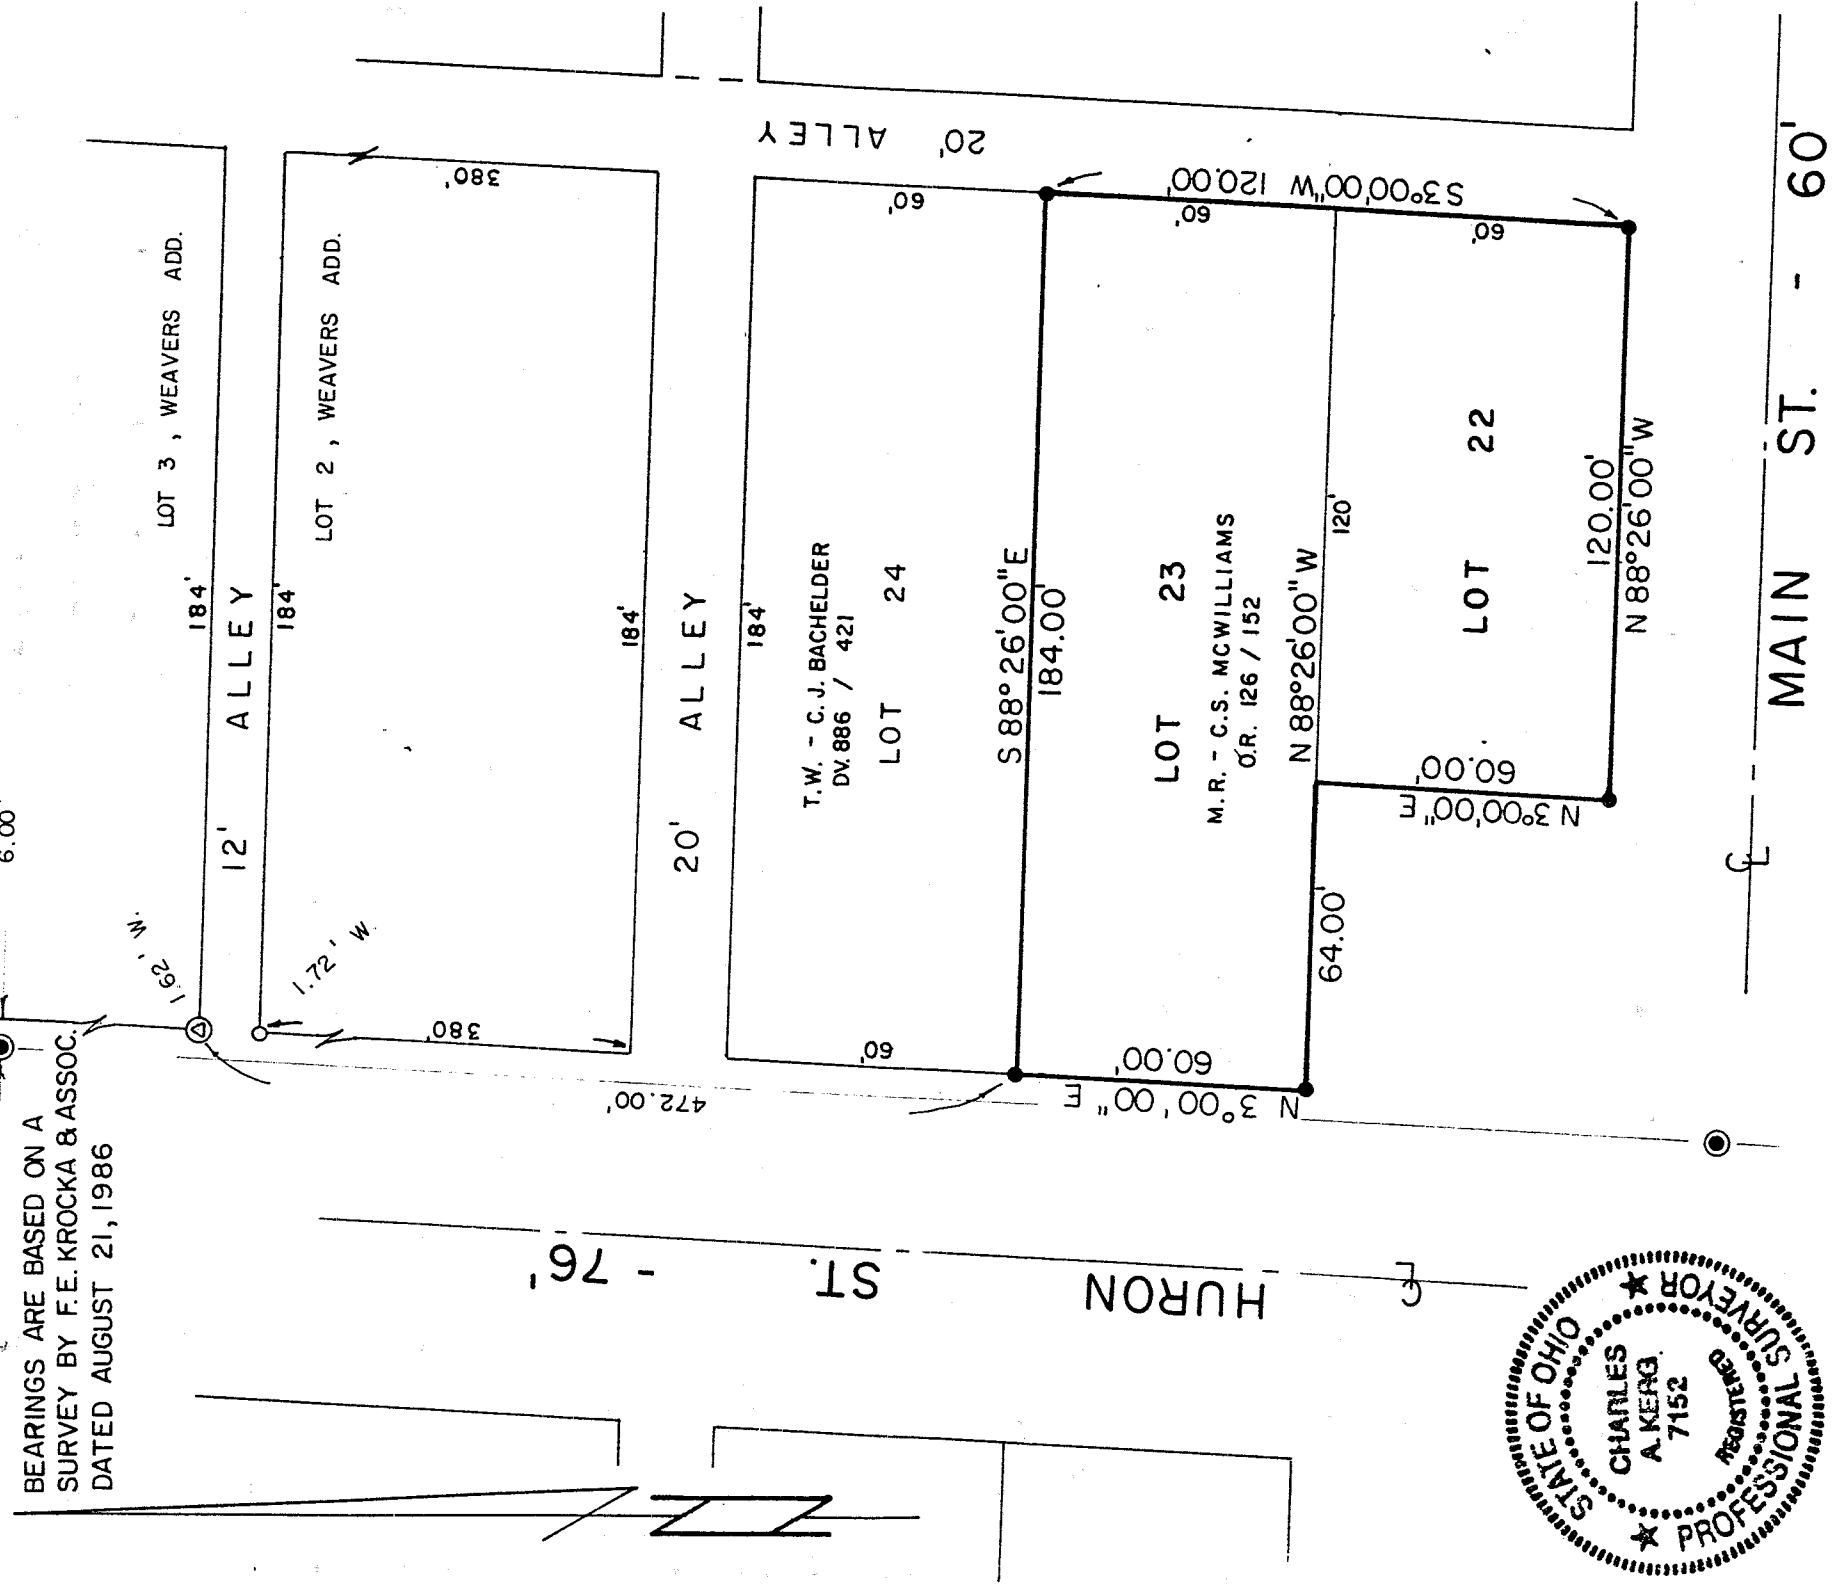 BEARINGS ARE BASED ON A
SURVEY BY F.E. KROCKA & ASSOC.
DATED AUGUST 21, 1986
6.00'
1.62' W.
1.72' W.
LOT 3, WEAVERS ADD.
184'
12' ALLEY
184'
LOT 2, WEAVERS ADD.
380'
380'
184'
20' ALLEY
184'
472.00'
20' ALLEY
60'
60'
T.W. - C.J. BACHELDER
DV. 886 / 421
LOT 24
S 88° 26' 00" E
184.00'
LOT 23
M.R. - C.S. MCWILLIAMS
O.R. 126 / 152
N 88° 26' 00" W
120'
N 3° 00' 00" E
60.00'
64.00'
S 3° 00' 00" W 120.00'
60'
60'
LOT 22
60.00'
N 3° 00' 00" E
120.00'
N 88° 26' 00" W
MAIN ST. - 60'
CL
HURON ST. - 76'
CL
N
STATE OF OHIO
CHARLES
A. KERG.
7152
REGISTERED
PROFESSIONAL SURVEYOR